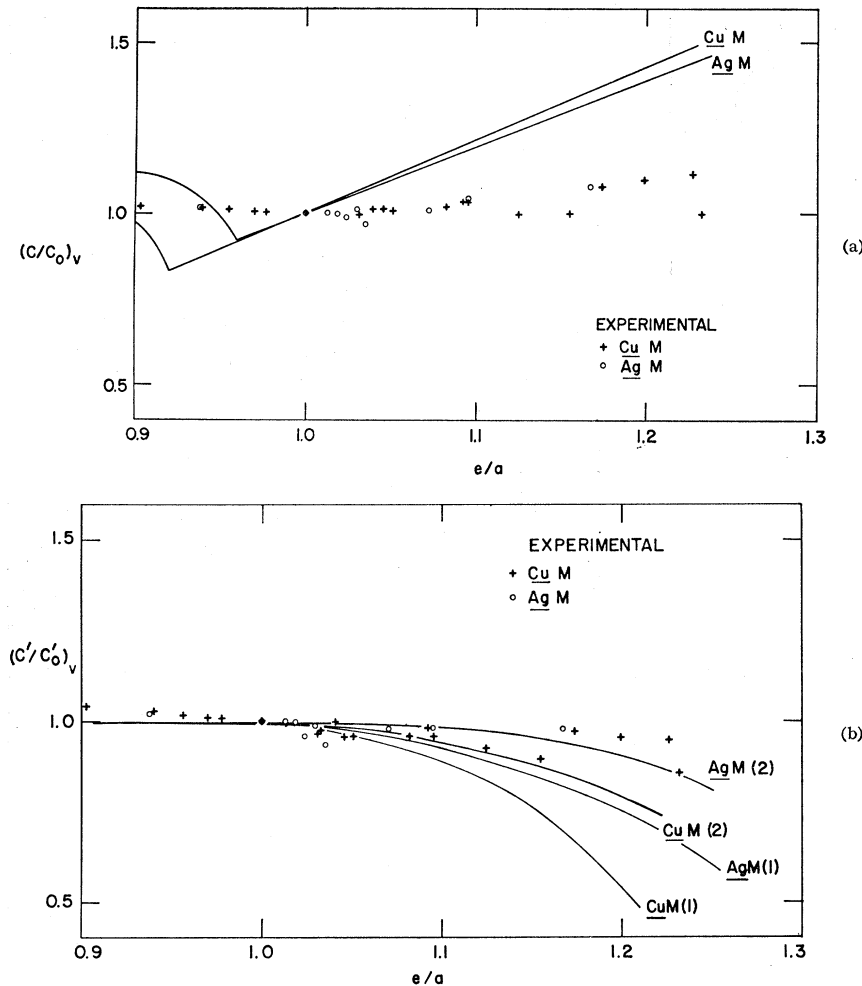 1.5
1.0
0.5
(C/C₀)ᵥ
Cu M
Ag M
EXPERIMENTAL
+ Cu M
○ Ag M
(a)
0.9 1.0 1.1 1.2 1.3
e/a
1.5
1.0
0.5
(C'/C'₀)ᵥ
EXPERIMENTAL
+ Cu M
○ Ag M
Ag M (2)
Cu M (2)
AgM(1)
CuM(1)
(b)
0.9 1.0 1.1 1.2 1.3
e/a